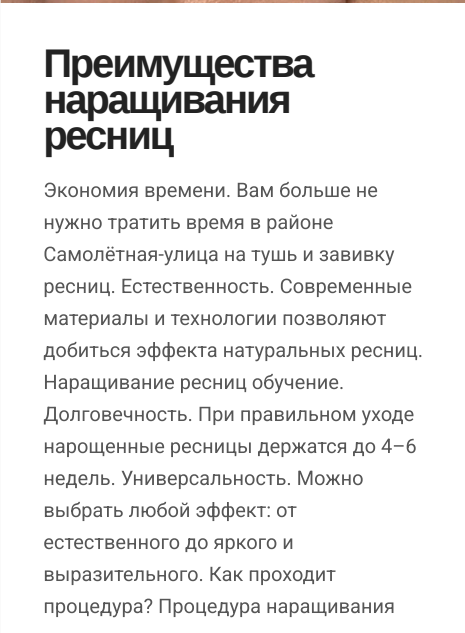 Преимущества
наращивания
ресниц
Экономия времени. Вам больше не
нужно тратить время в районе
Самолётная-улица на тушь и завивку
ресниц. Естественность. Современные
материалы и технологии позволяют
добиться эффекта натуральных ресниц.
Наращивание ресниц обучение.
Долговечность. При правильном уходе
нарощенные ресницы держатся до 4–6
недель. Универсальность. Можно
выбрать любой эффект: от
естественного до яркого и
выразительного. Как проходит
процедура? Процедура наращивания